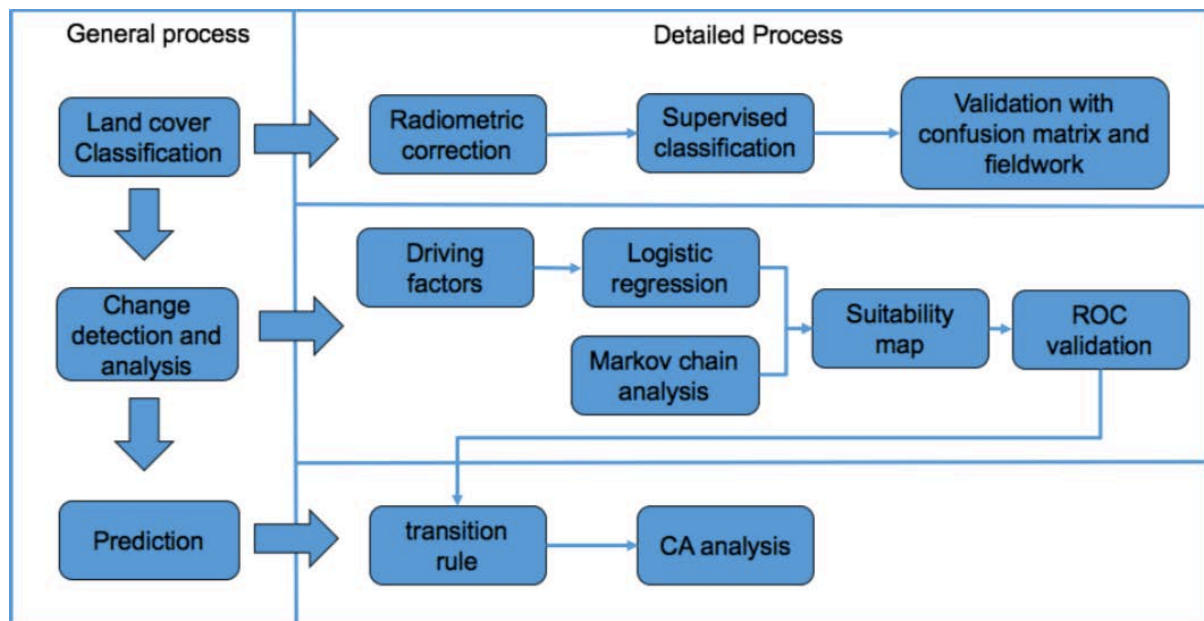 General process
Detailed Process
Land cover
Classification
Radiometric
correction
Supervised
classification
Validation with
confusion matrix and
fieldwork
Change
detection and
analysis
Driving
factors
Logistic
regression
Markov chain
analysis
Suitability
map
ROC
validation
Prediction
transition
rule
CA analysis